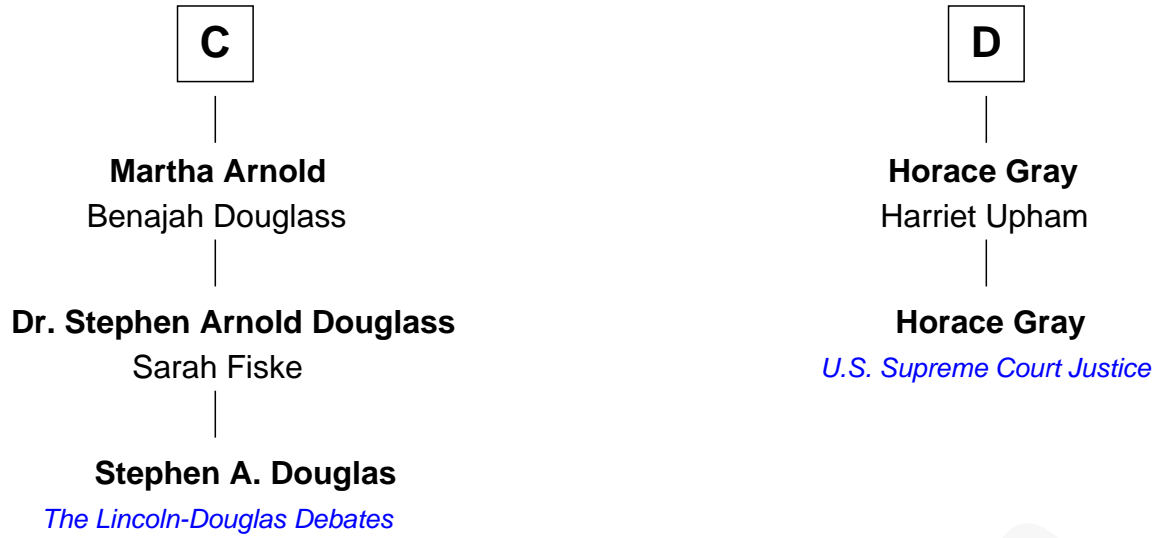 C
Martha Arnold
Benajah Douglass
Dr. Stephen Arnold Douglass
Sarah Fiske
Stephen A. Douglas
The Lincoln-Douglas Debates
D
Horace Gray
Harriet Upham
Horace Gray
U.S. Supreme Court Justice